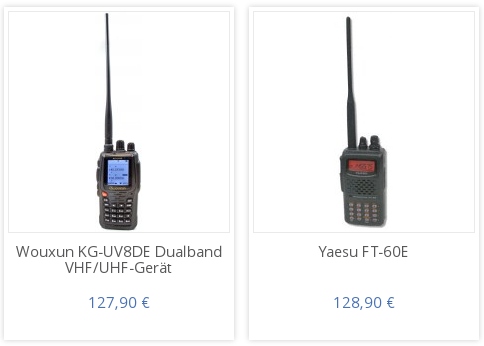 Wouxun KG-UV8DE Dualband
VHF/UHF-Gerät
127,90 €
Yaesu FT-60E
128,90 €